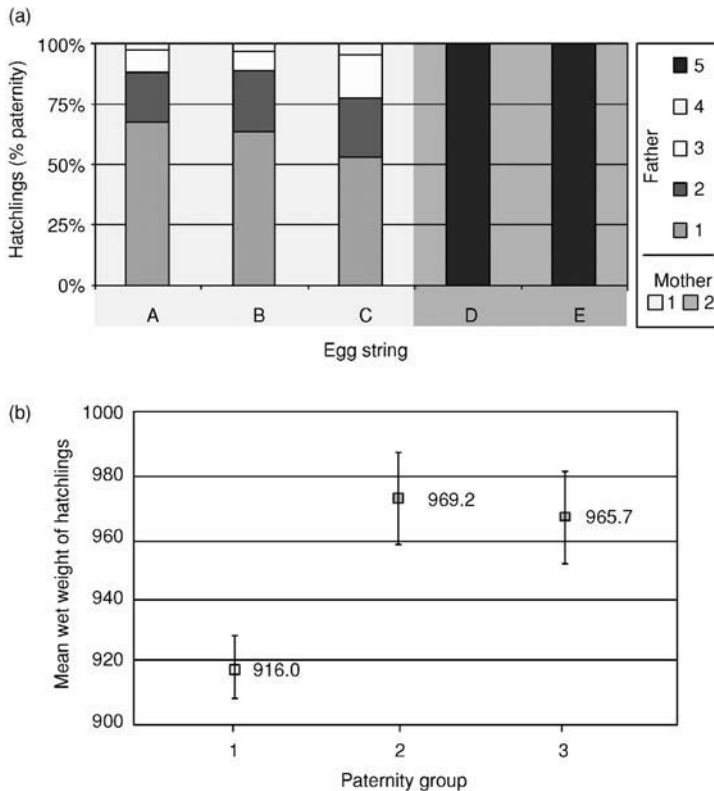 (a)
100%
75%
50%
25%
0%
Hatchlings (% paternity)
A B C D E
Egg string
Father
5
4
3
2
1
Mother
1 2
(b)
1000
980
960
940
920
900
Mean wet weight of hatchlings
916.0
969.2
965.7
1 2 3
Paternity group